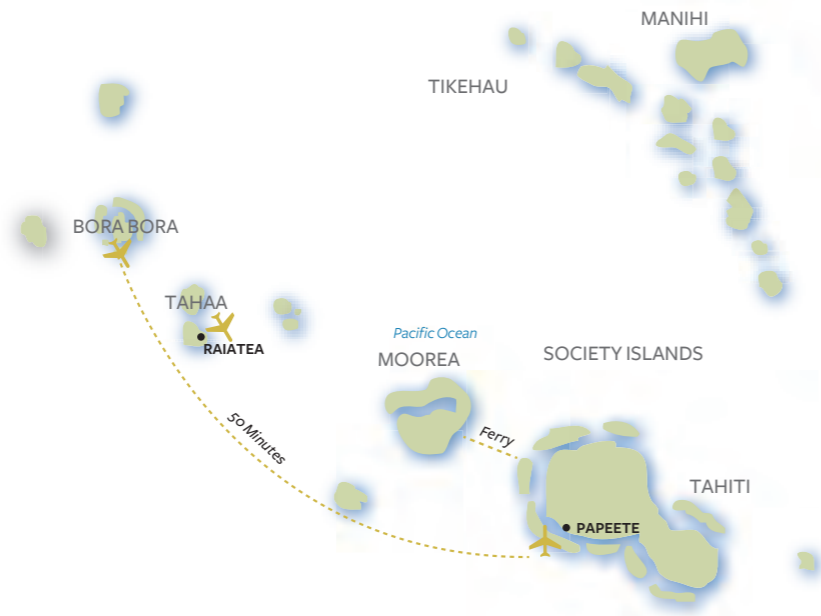 MANIHI
TIKEHAU
BORA BORA
TAHAA
RAIATEA
Pacific Ocean
MOOREA
SOCIETY ISLANDS
50 Minutes
Ferry
TAHITI
PAPEETE